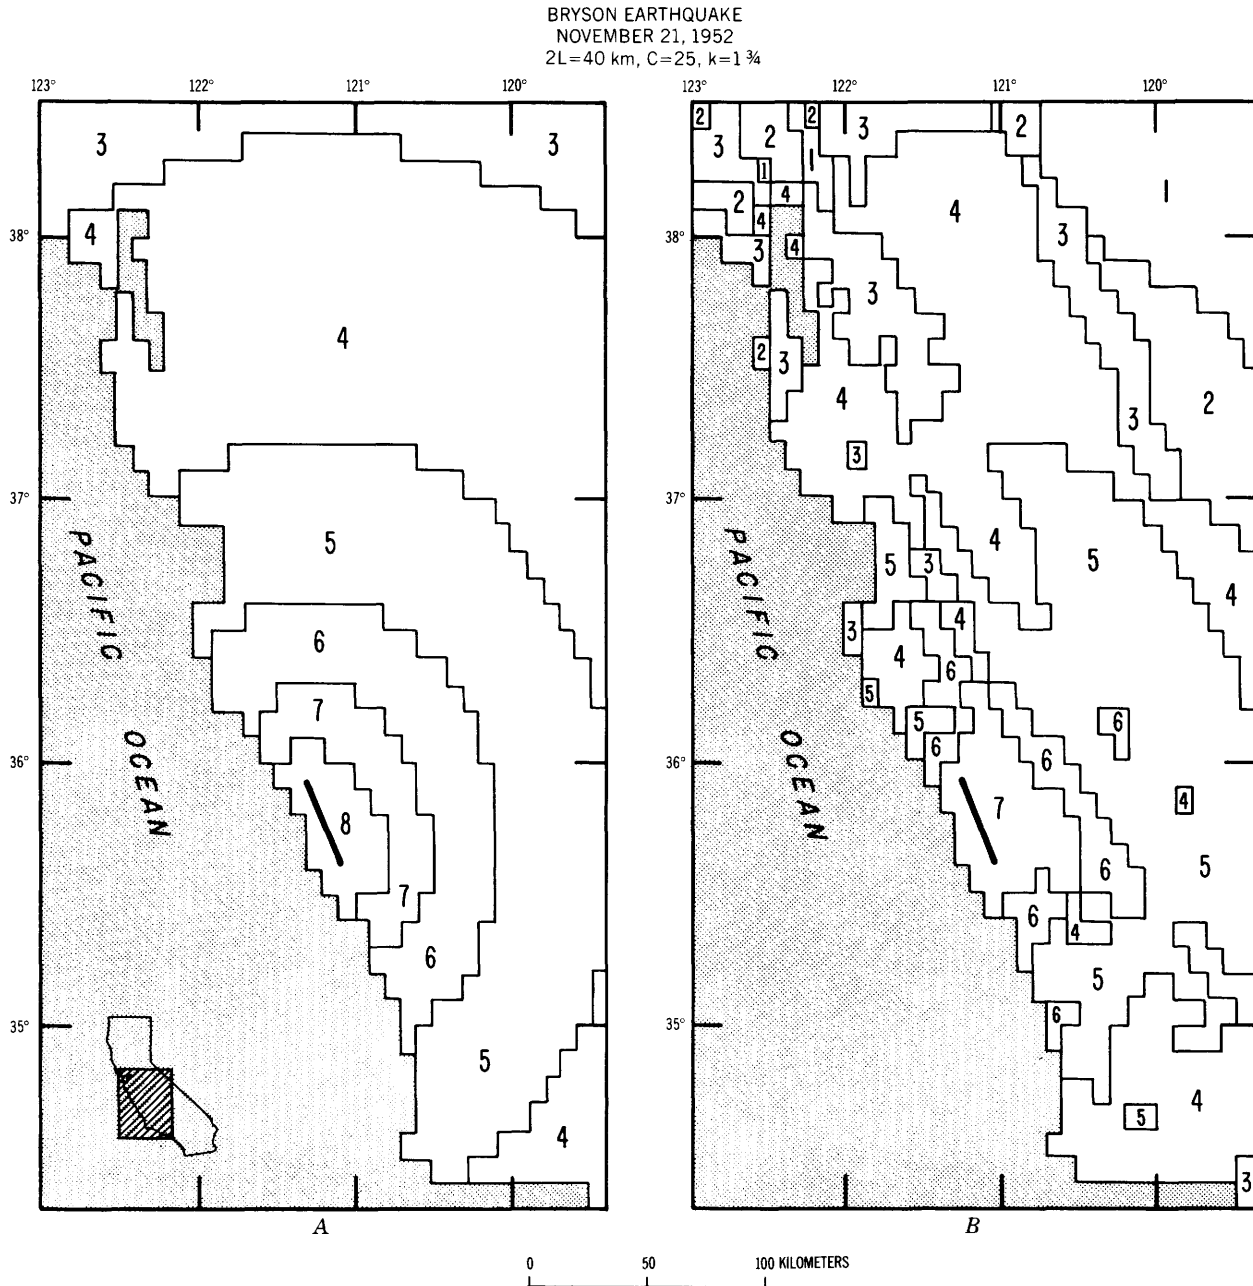 BRYSON EARTHQUAKE
NOVEMBER 21, 1952
2L=40 km, C=25, k=1 ¾
123° 122° 121° 120°
123° 122° 121° 120°
3 3
4
38°
4
37°
5
6
7
36°
8
7
6
35°
5
4
PACIFIC
OCEAN
A
2 2 3 2
3 2 1 1
4 4 1
2 4
38° 3 4 3
3
2 3
4 3 2
3
37°
4 5
5 3
4 4
3 4 6
5 5 6
6 6
36°
7 4
6 5
6 4
5
35° 6
4
5
3
PACIFIC
OCEAN
B
0 50 100 KILOMETERS